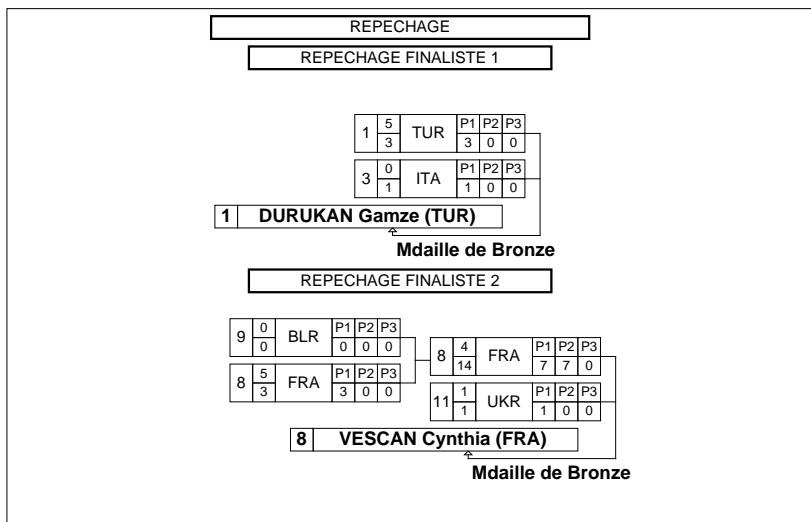 REPECHAGE
REPECHAGE FINALISTE 1
1 5 TUR P1 P2 P3
3 3 0 0
3 0 ITA P1 P2 P3
1 1 0 0
1 DURUKAN Gamze (TUR)
Mdaille de Bronze
REPECHAGE FINALISTE 2
9 0 BLR P1 P2 P3
0 0 0 0
8 4 FRA P1 P2 P3
14 7 7 0
8 5 FRA P1 P2 P3
3 3 0 0
11 1 UKR P1 P2 P3
1 1 0 0
8 VESCAN Cynthia (FRA)
Mdaille de Bronze